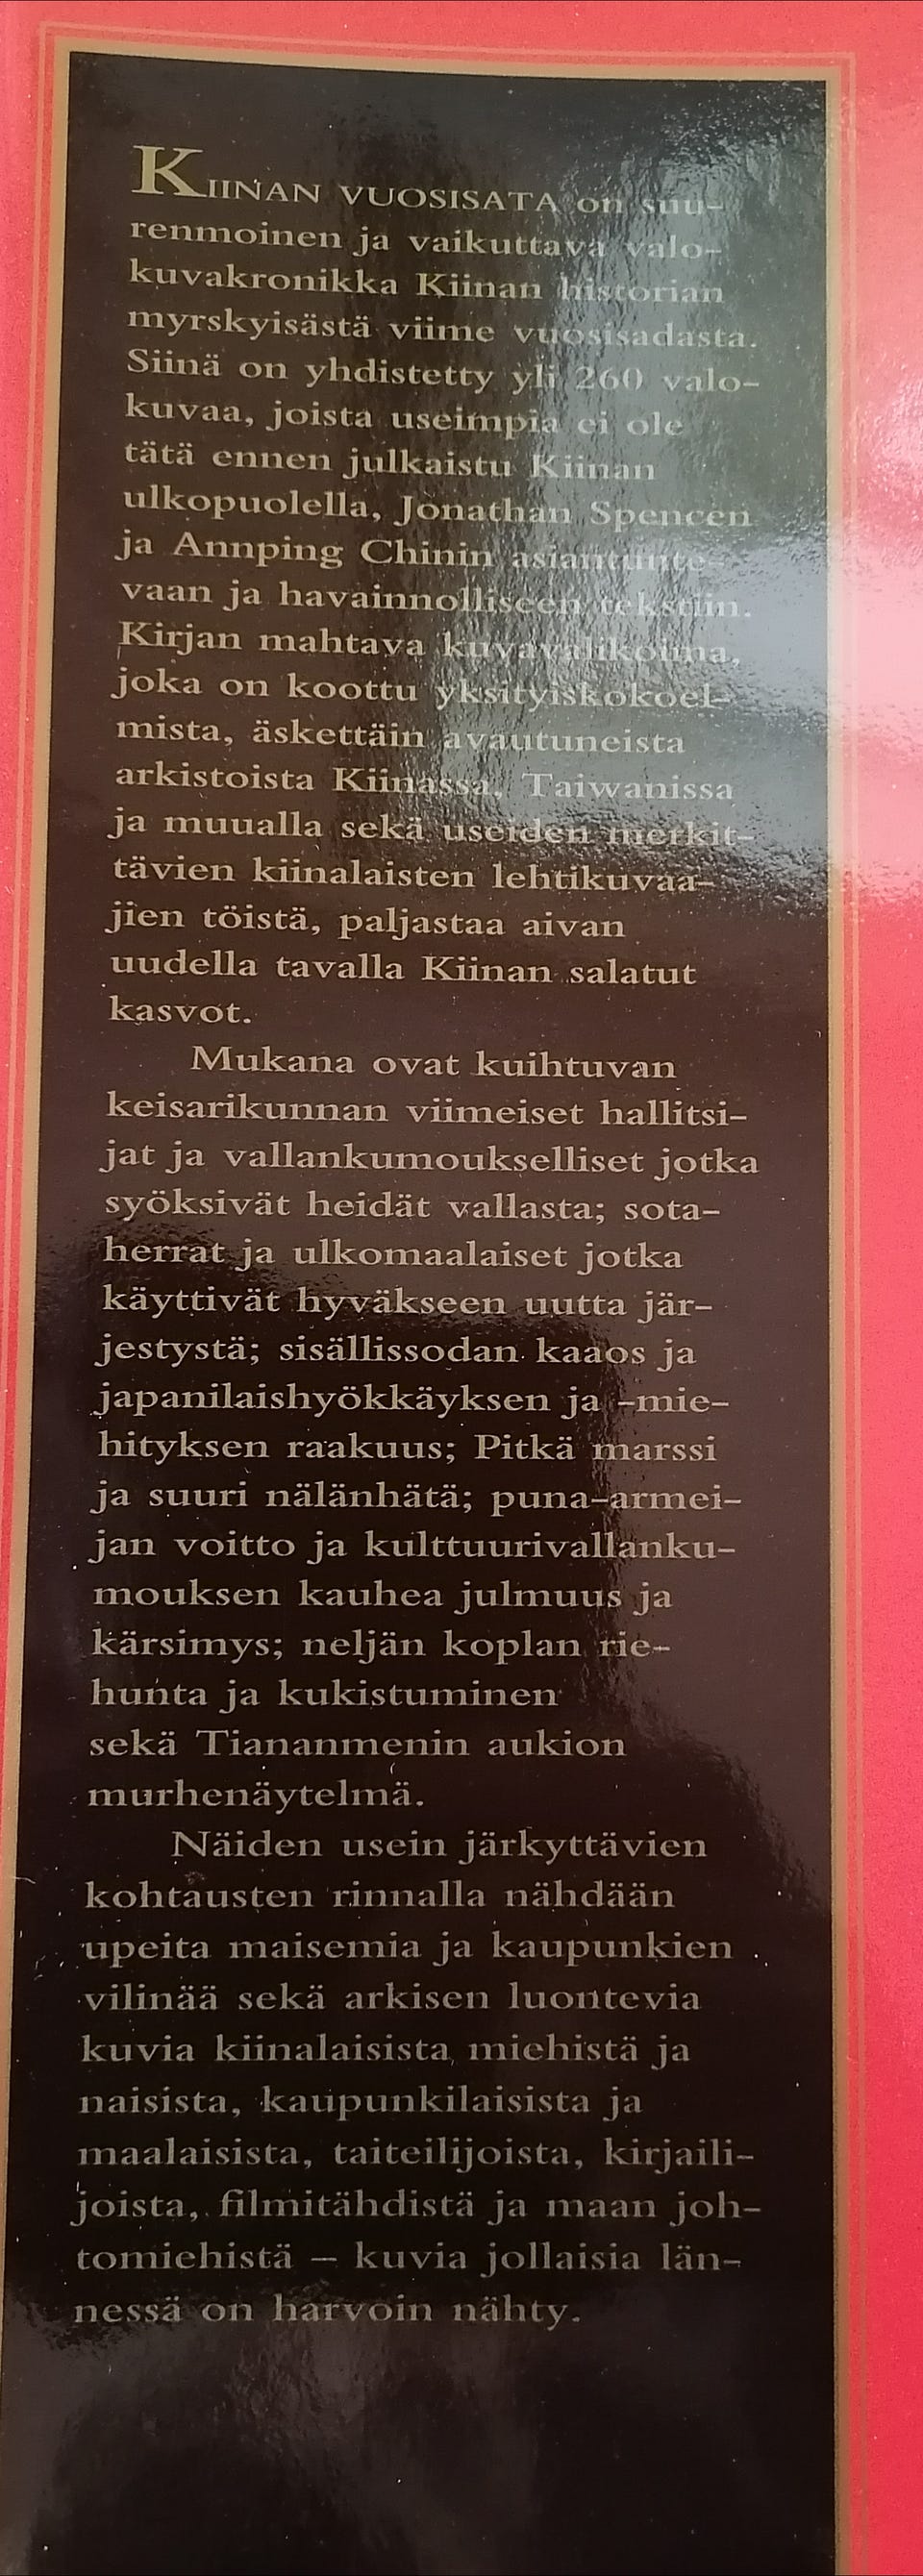 KIINAN VUOSISATA on suu-
renmoinen ja vaikuttava valo-
kuvakronikka Kiinan historian
myrskyisästä viime vuosisadasta.
Siinä on yhdistetty yli 260 valo-
kuvaa, joista useimpia ei ole
tätä ennen julkaistu Kiinan
ulkopuolella, Jonathan Spencen
ja Annping Chinin asiantunte-
vaan ja havainnolliseen tekstiin.
Kirjan mahtava kuvavalikoima,
joka on koottu yksityiskokoel-
mista, äskettäin avautuneista
arkistoista Kiinassa, Taiwanissa
ja muualla sekä useiden merkit-
tävien kiinalaisten lehtikuvaa-
jien töistä, paljastaa aivan
uudella tavalla Kiinan salatut
kasvot.
Mukana ovat kuihtuvan
keisarikunnan viimeiset hallitsi-
jat ja vallankumoukselliset jotka
syöksivät heidät vallasta; sota-
herrat ja ulkomaalaiset jotka
käyttivät hyväkseen uutta jär-
jestystä; sisällissodan kaaos ja
japanilaishyökkäyksen ja -mie-
hityksen raakuus; Pitkä marssi
ja suuri nälänhätä; puna-armei-
jan voitto ja kulttuurivallanku-
mouksen kauhea julmuus ja
kärsimys; neljän koplan rie-
hunta ja kukistuminen
sekä Tiananmenin aukion
murhenäytelmä.
Näiden usein järkyttävien
kohtausten rinnalla nähdään
upeita maisemia ja kaupunkien
vilinää sekä arkisen luontevia
kuvia kiinalaisista miehistä ja
naisista, kaupunkilaisista ja
maalaisista, taiteilijoista, kirjaili-
joista, filmitähdistä ja maan joh-
tomiehistä – kuvia jollaisia län-
nessä on harvoin nähty.